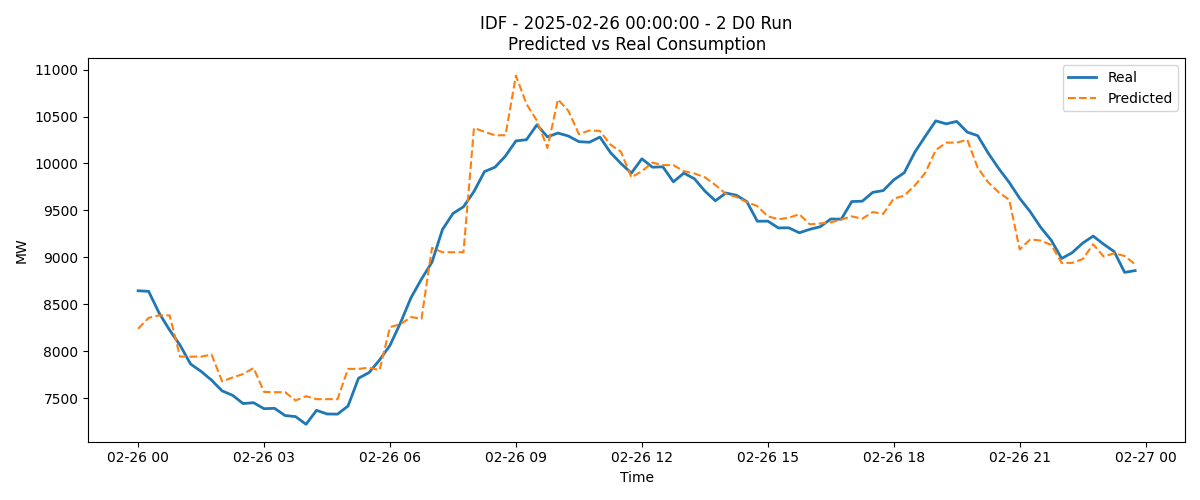 IDF - 2025-02-26 00:00:00 - 2 D0 Run
Predicted vs Real Consumption
11000
10500
10000
9500
9000
8500
8000
7500
MW
Real
Predicted
02-26 00
02-26 03
02-26 06
02-26 09
02-26 12
02-26 15
02-26 18
02-26 21
02-27 00
Time